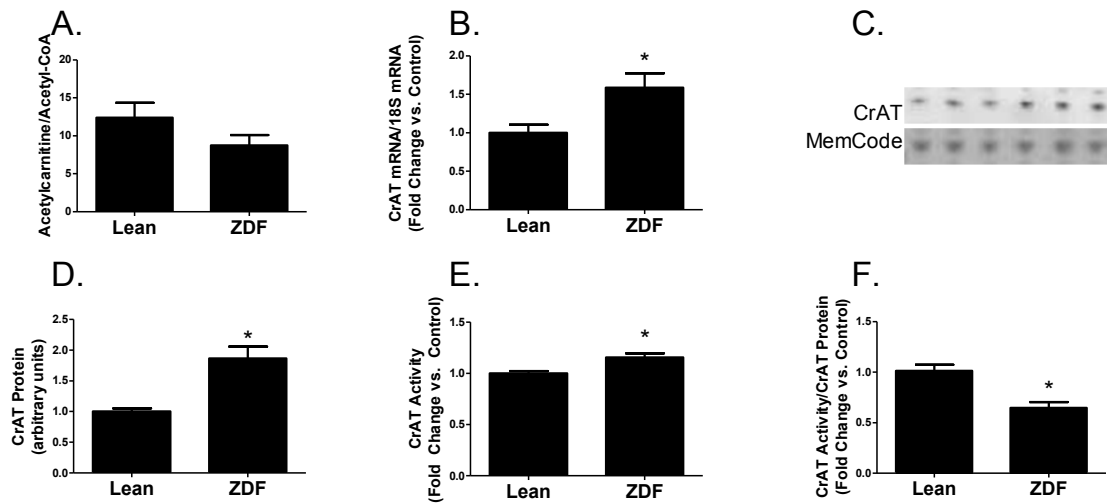 A.
Acetylcarnitine/Acetyl-CoA
20
15
10
5
0
Lean ZDF
B.
CrAT mRNA/18S mRNA
(Fold Change vs. Control)
2.0
1.5
1.0
0.5
0.0
*
Lean ZDF
C.
CrAT
MemCode
D.
CrAT Protein
(arbitrary units)
2.5
2.0
1.5
1.0
0.5
0.0
*
Lean ZDF
E.
CrAT Activity
(Fold Change vs. Control)
1.5
1.0
0.5
0.0
*
Lean ZDF
F.
CrAT Activity/CrAT Protein
(Fold Change vs. Control)
1.5
1.0
0.5
0.0
*
Lean ZDF